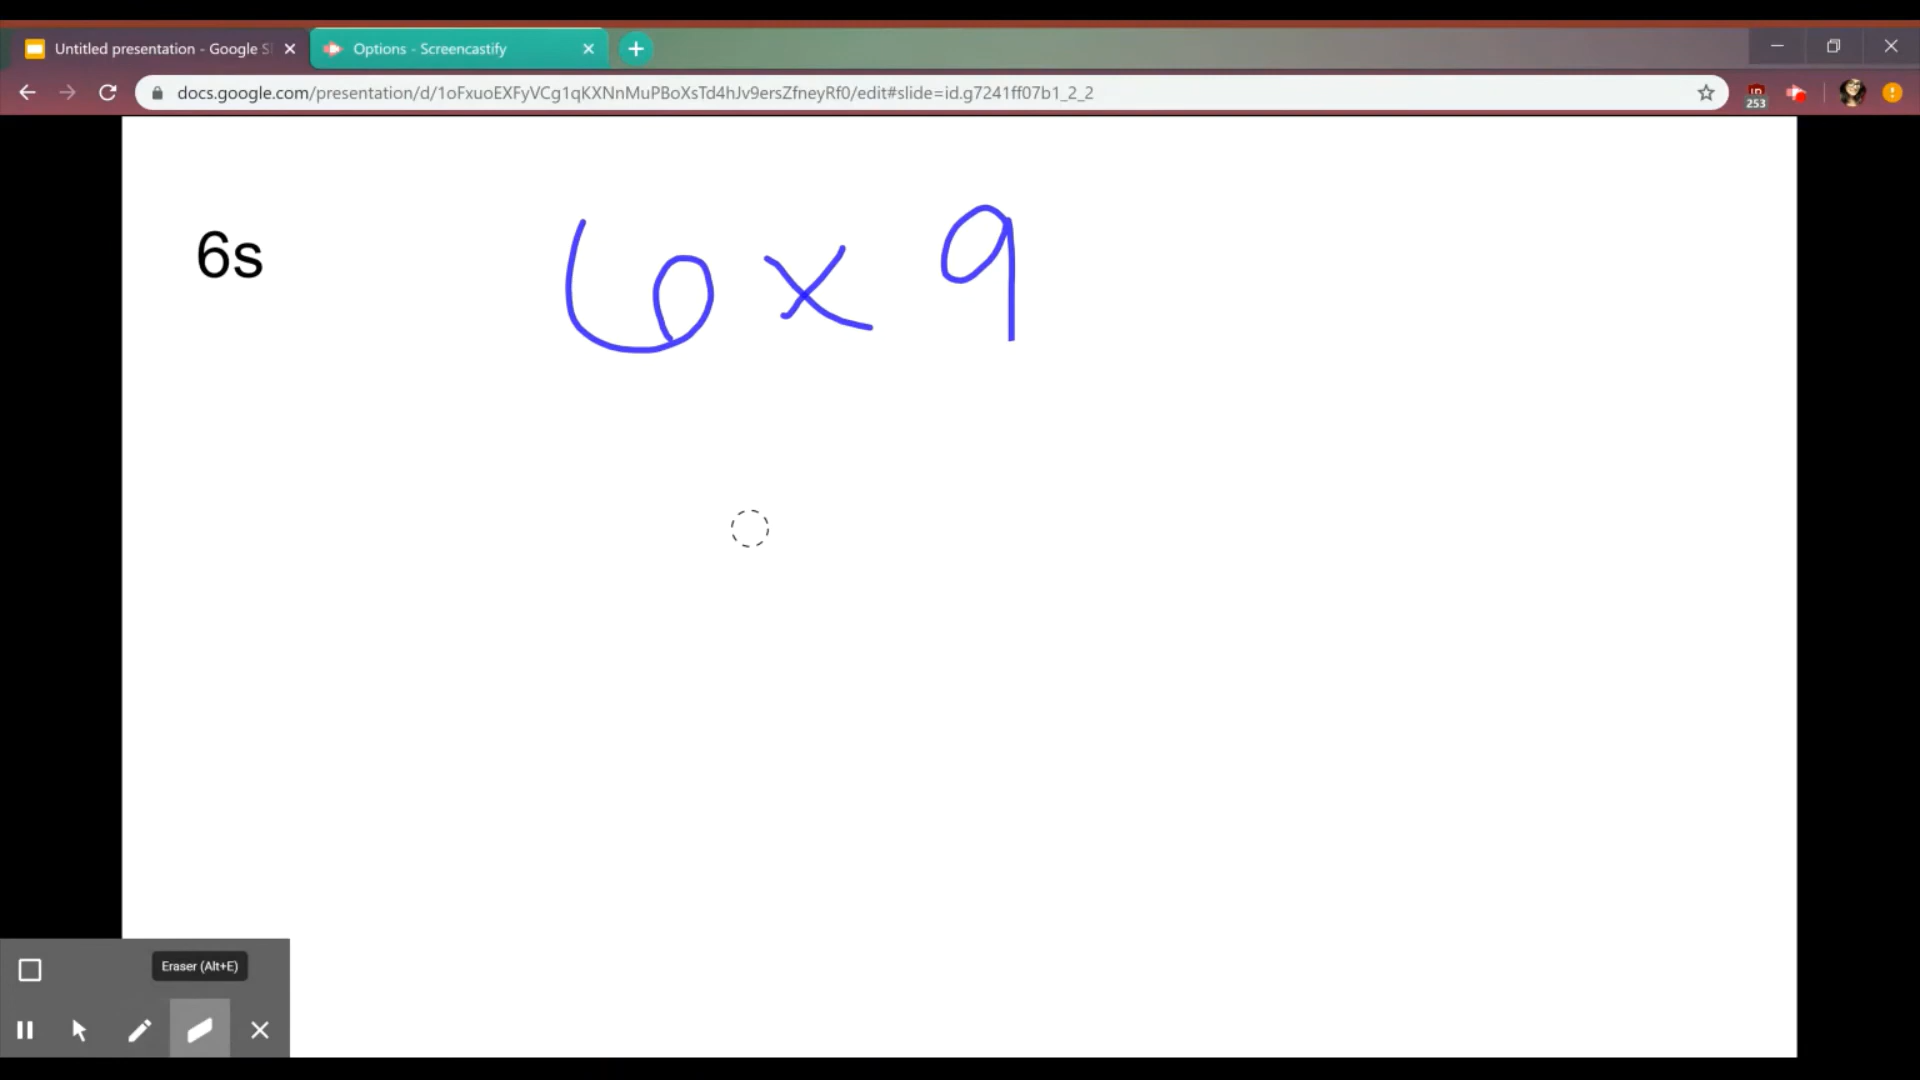 Untitled presentation - Google S
Options - Screencastify
docs.google.com/presentation/d/1oFxuoEXFyVCg1qKXNnMuPBoXsTd4hJv9ersZfneyRf0/edit#slide=id.g7241ff07b1_2_2
253
6s
6 x 9
Eraser (Alt+E)